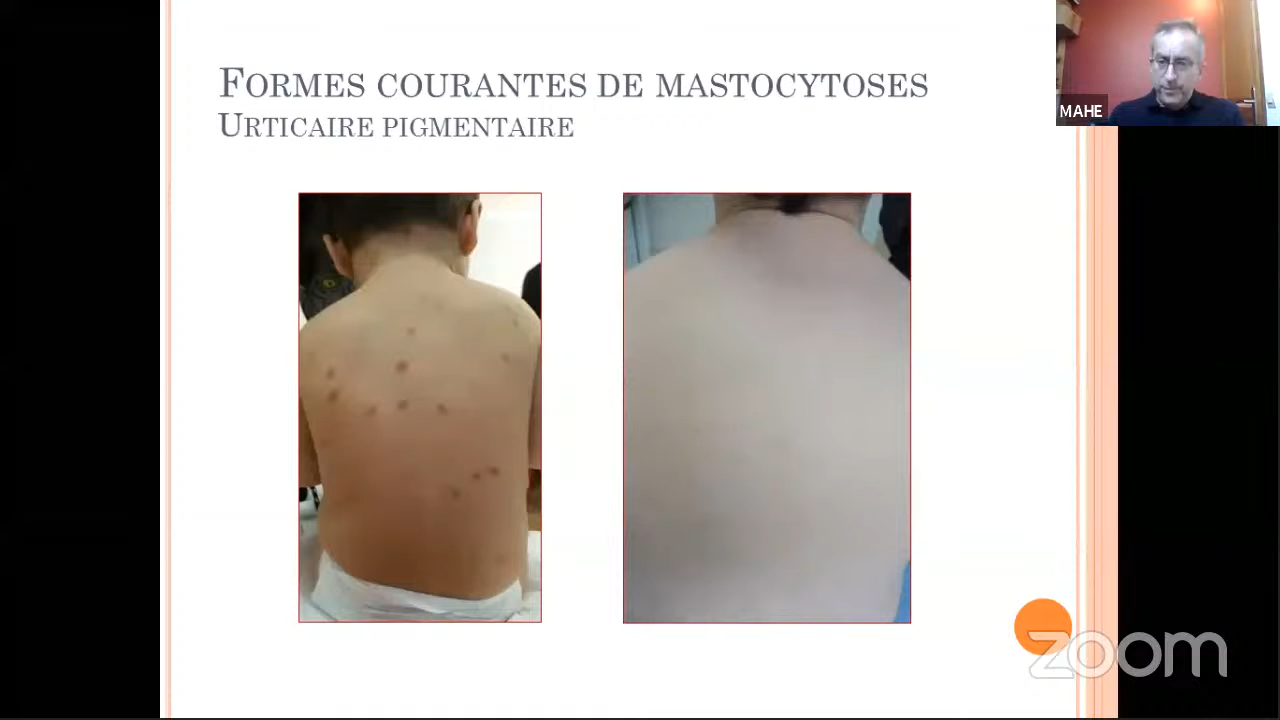 FORMES COURANTES DE MASTOCYTOSES
URTICAIRE PIGMENTAIRE
MAHE
zoom